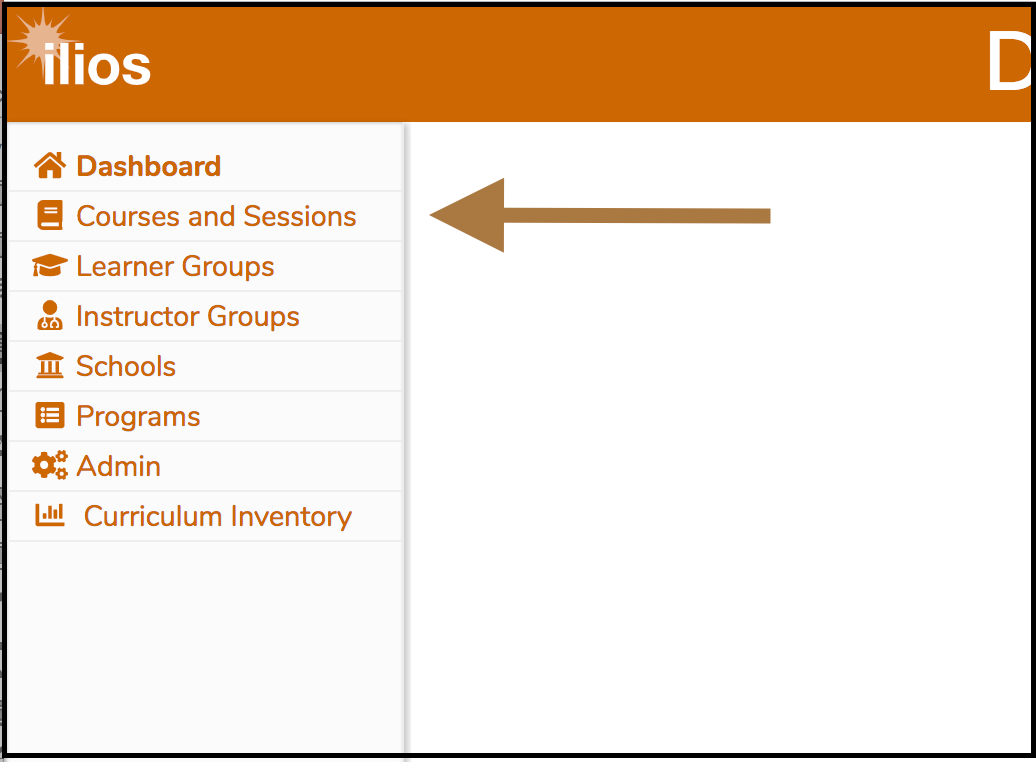 ilios
D
Dashboard
Courses and Sessions
Learner Groups
Instructor Groups
Schools
Programs
Admin
Curriculum Inventory